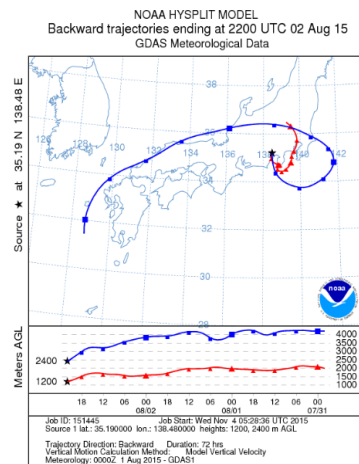 NOAA HYSPLIT MODEL
Backward trajectories ending at 2200 UTC 02 Aug 15
GDAS Meteorological Data
Source ★ at 35.19 N 138.48 E
38
128 130 132 134 136 138 140 142
34
32
30
28
noaa
Meters AGL
2400
1200
4000
3500
3000
2500
2000
1500
1000
18 12 06 00 18 12 06 00 18 12 06 00
08/02 08/01 07/31
Job ID: 151445 Job Start: Wed Nov 4 05:28:36 UTC 2015
Source 1 lat.: 35.190000 lon.: 138.480000 heights: 1200, 2400 m AGL
Trajectory Direction: Backward Duration: 72 hrs
Vertical Motion Calculation Method: Model Vertical Velocity
Meteorology: 0000Z 1 Aug 2015 - GDAS1